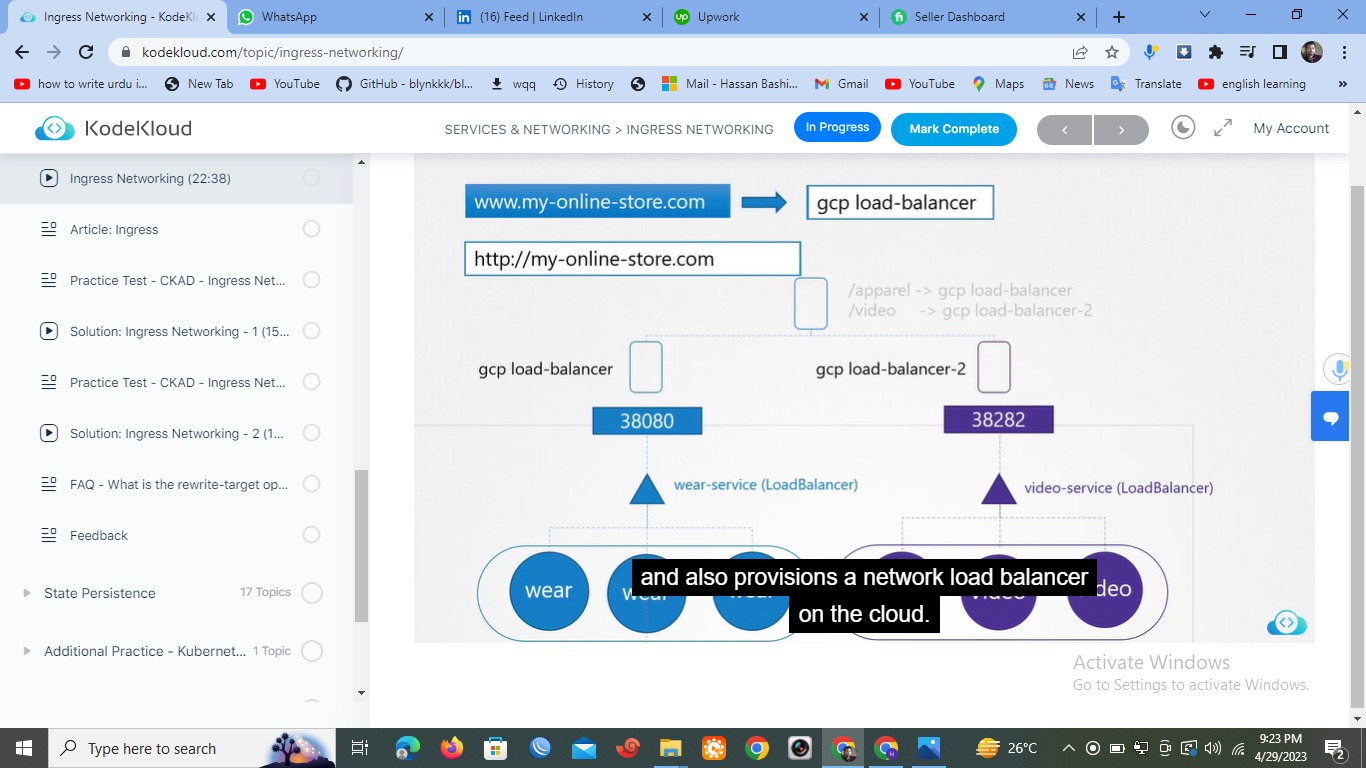 Ingress Networking - KodeKl
WhatsApp
(16) Feed | LinkedIn
Upwork
Seller Dashboard
kodekloud.com/topic/ingress-networking/
how to write urdu i...
New Tab
YouTube
GitHub - blynkkk/bl...
wqq
History
Mail - Hassan Bashi...
Gmail
YouTube
Maps
News
Translate
english learning
»
KodeKloud
SERVICES & NETWORKING > INGRESS NETWORKING
In Progress
Mark Complete
My Account
Ingress Networking (22:38)
Article: Ingress
Practice Test - CKAD - Ingress Net...
Solution: Ingress Networking - 1 (15...
Practice Test - CKAD - Ingress Net...
Solution: Ingress Networking - 2 (1...
FAQ - What is the rewrite-target op...
Feedback
State Persistence
17 Topics
Additional Practice - Kubernet...
1 Topic
www.my-online-store.com
gcp load-balancer
http://my-online-store.com
/apparel -> gcp load-balancer
/video -> gcp load-balancer-2
gcp load-balancer
gcp load-balancer-2
38080
38282
wear-service (LoadBalancer)
video-service (LoadBalancer)
wear
deo
and also provisions a network load balancer
on the cloud.
Activate Windows
Go to Settings to activate Windows.
Type here to search
26°C
9:23 PM
4/29/2023
2